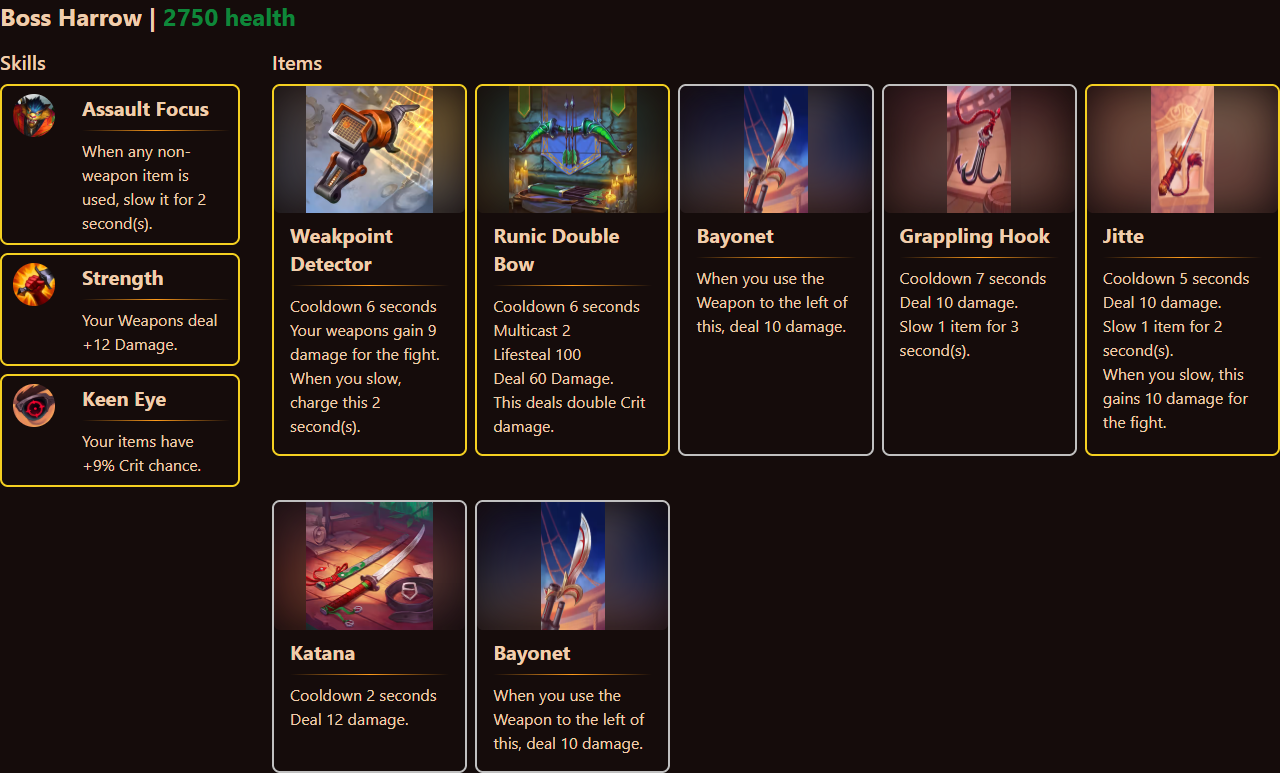 Boss Harrow | 2750 health
Skills
Assault Focus
When any non-
weapon item is
used, slow it for 2
second(s).
Strength
Your Weapons deal
+12 Damage.
Keen Eye
Your items have
+9% Crit chance.
Items
Weakpoint
Detector
Cooldown 6 seconds
Your weapons gain 9
damage for the fight.
When you slow,
charge this 2
second(s).
Runic Double
Bow
Cooldown 6 seconds
Multicast 2
Lifesteal 100
Deal 60 Damage.
This deals double Crit
damage.
Bayonet
When you use the
Weapon to the left of
this, deal 10 damage.
Grappling Hook
Cooldown 7 seconds
Deal 10 damage.
Slow 1 item for 3
second(s).
Jitte
Cooldown 5 seconds
Deal 10 damage.
Slow 1 item for 2
second(s).
When you slow, this
gains 10 damage for
the fight.
Katana
Cooldown 2 seconds
Deal 12 damage.
Bayonet
When you use the
Weapon to the left of
this, deal 10 damage.